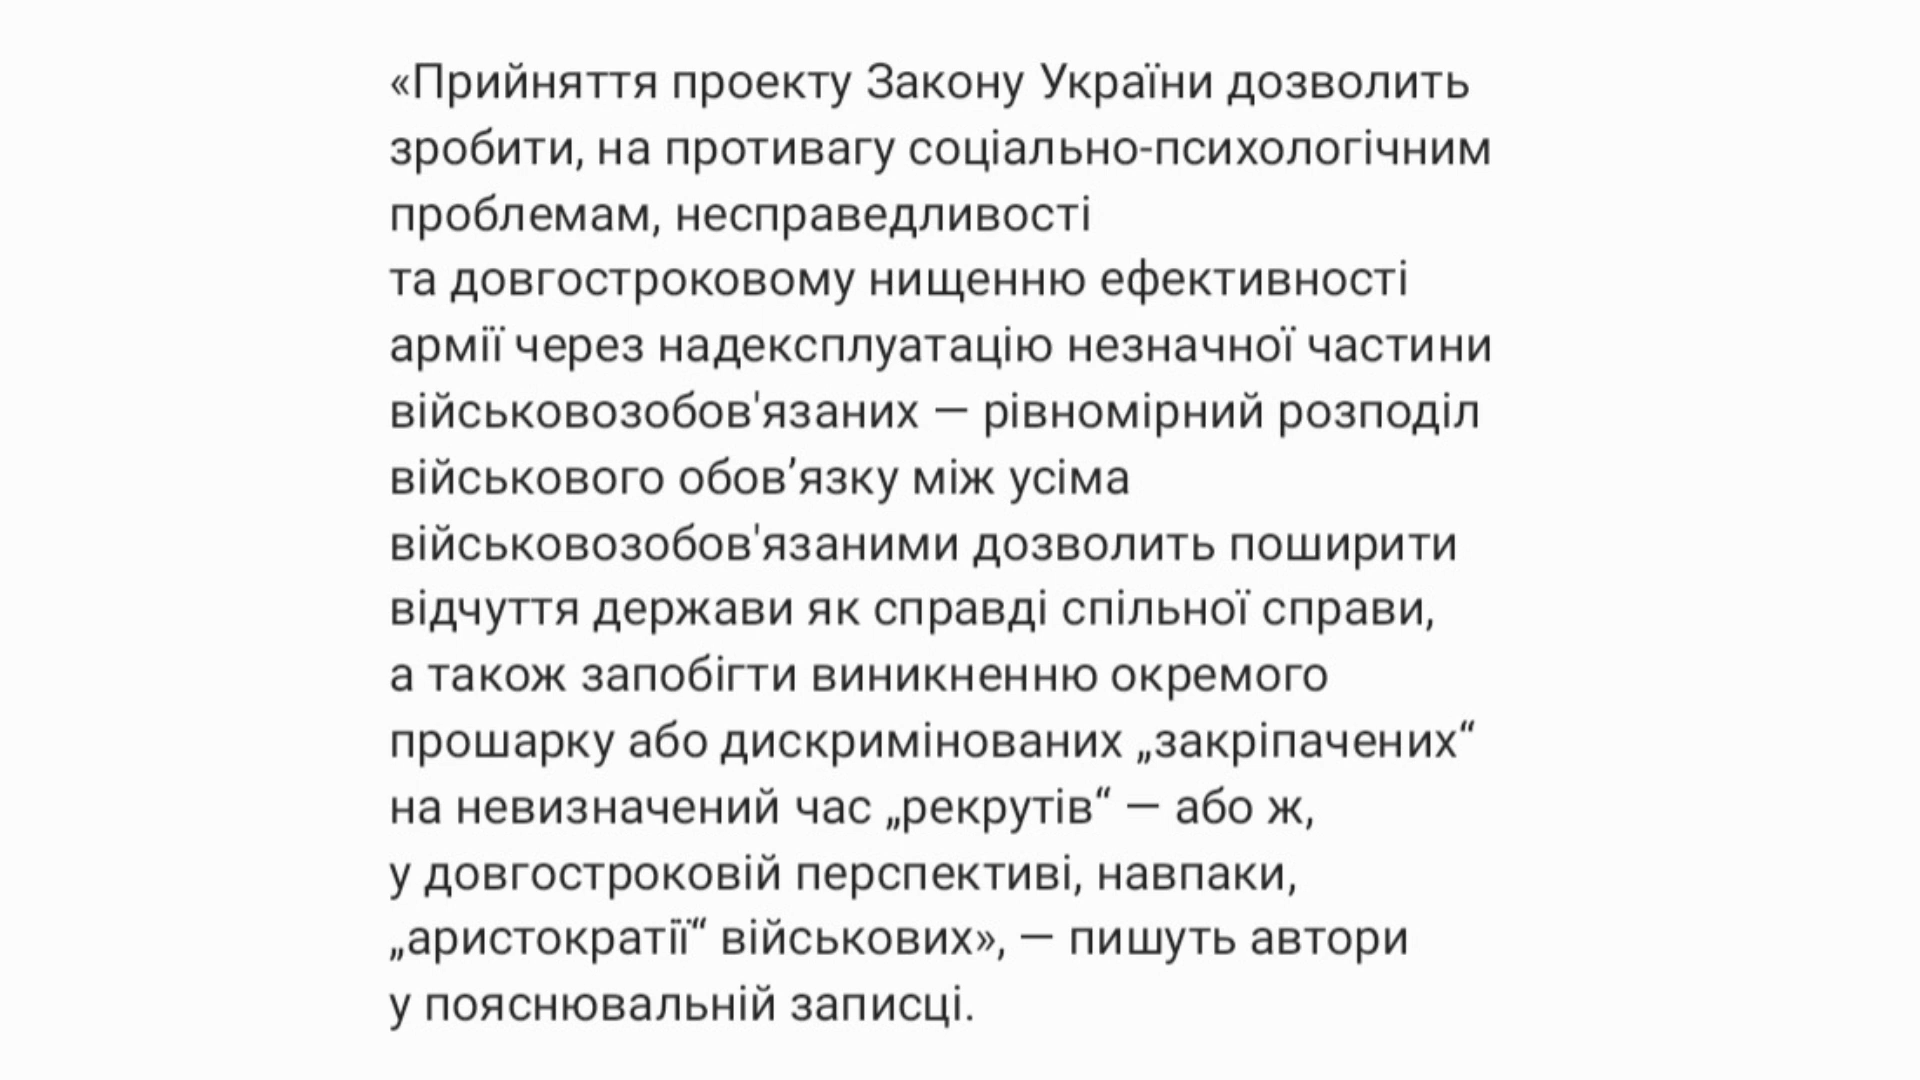 «Прийняття проекту Закону України дозволить
зробити, на противагу соціально-психологічним
проблемам, несправедливості
та довгостроковому нищенню ефективності
армії через надексплуатацію незначної частини
військовозобов'язаних — рівномірний розподіл
військового обов’язку між усіма
військовозобов'язаними дозволить поширити
відчуття держави як справді спільної справи,
а також запобігти виникненню окремого
прошарку або дискримінованих „закріпачених“
на невизначений час „рекрутів“ — або ж,
у довгостроковій перспективі, навпаки,
„аристократії“ військових», — пишуть автори
у пояснювальній записці.